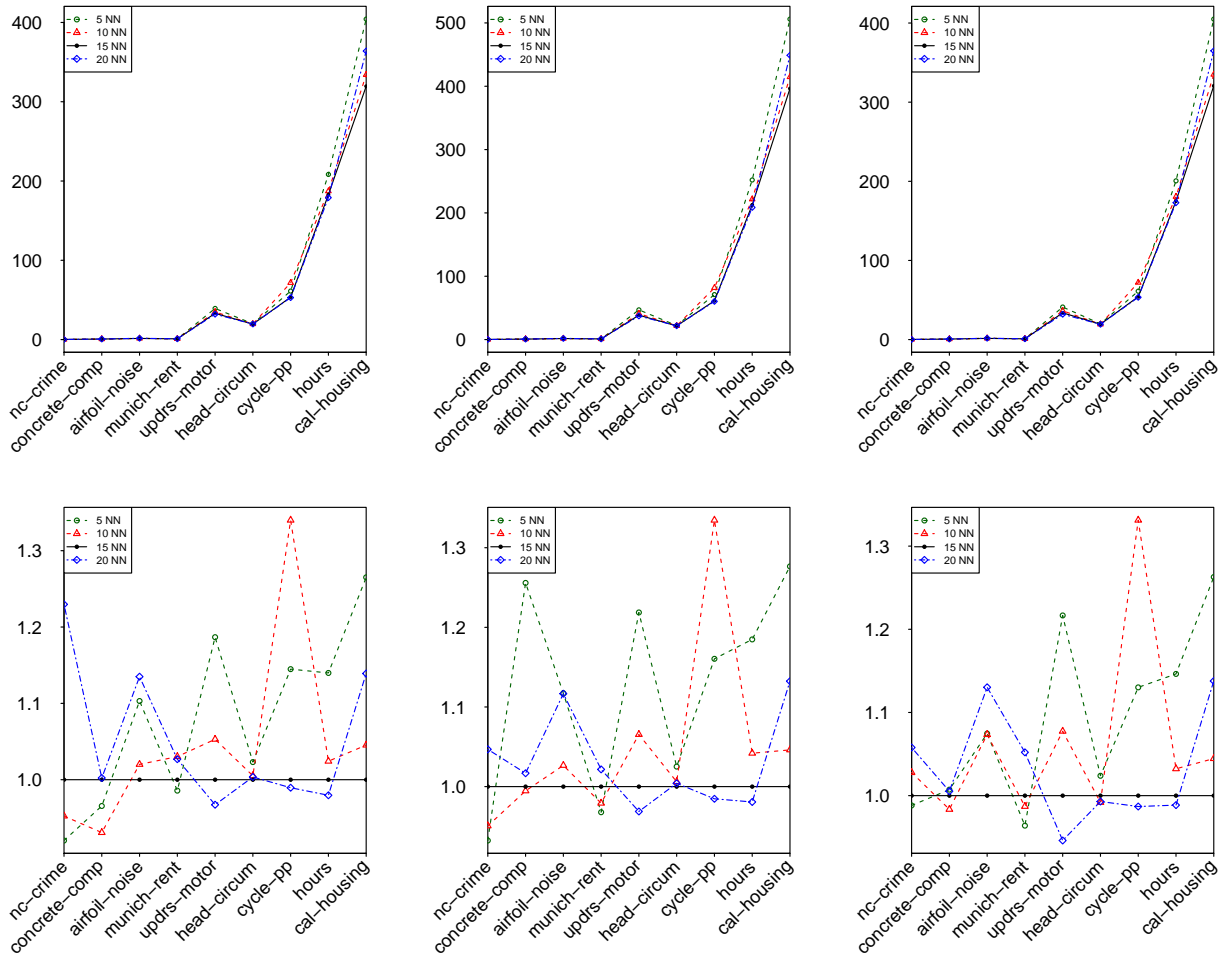 400
300
200
100
0
5 NN
10 NN
15 NN
20 NN
nc−crime
concrete−comp
airfoil−noise
munich−rent
updrs−motor
head−circum
cycle−pp
hours
cal−housing
500
400
300
200
100
0
5 NN
10 NN
15 NN
20 NN
nc−crime
concrete−comp
airfoil−noise
munich−rent
updrs−motor
head−circum
cycle−pp
hours
cal−housing
400
300
200
100
0
5 NN
10 NN
15 NN
20 NN
nc−crime
concrete−comp
airfoil−noise
munich−rent
updrs−motor
head−circum
cycle−pp
hours
cal−housing
1.3
1.2
1.1
1.0
5 NN
10 NN
15 NN
20 NN
nc−crime
concrete−comp
airfoil−noise
munich−rent
updrs−motor
head−circum
cycle−pp
hours
cal−housing
1.3
1.2
1.1
1.0
5 NN
10 NN
15 NN
20 NN
nc−crime
concrete−comp
airfoil−noise
munich−rent
updrs−motor
head−circum
cycle−pp
hours
cal−housing
1.3
1.2
1.1
1.0
5 NN
10 NN
15 NN
20 NN
nc−crime
concrete−comp
airfoil−noise
munich−rent
updrs−motor
head−circum
cycle−pp
hours
cal−housing